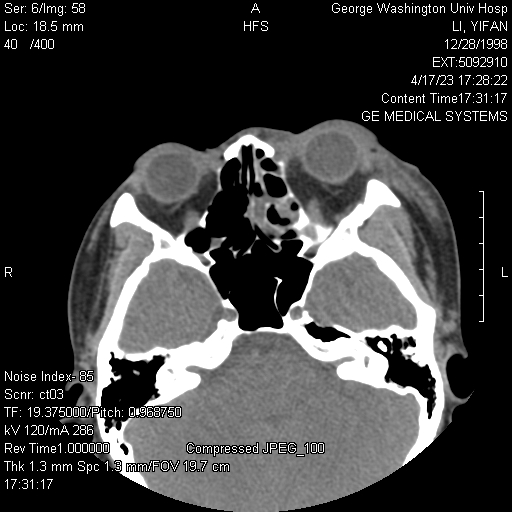 Ser: 6/Img: 58
Loc: 18.5 mm
40 /400
A
HFS
George Washington Univ Hosp
LI, YIFAN
12/28/1998
EXT:5092910
4/17/23 17:28:22
Content Time17:31:17
GE MEDICAL SYSTEMS
R
L
Noise Index- 85
Scnr: ct03
TF: 19.375000/Pitch: 0.968750
kV 120/mA 286
Rev Time1.000000
Compressed JPEG_100
Thk 1.3 mm Spc 1.3 mm/FOV 19.7 cm
17:31:17